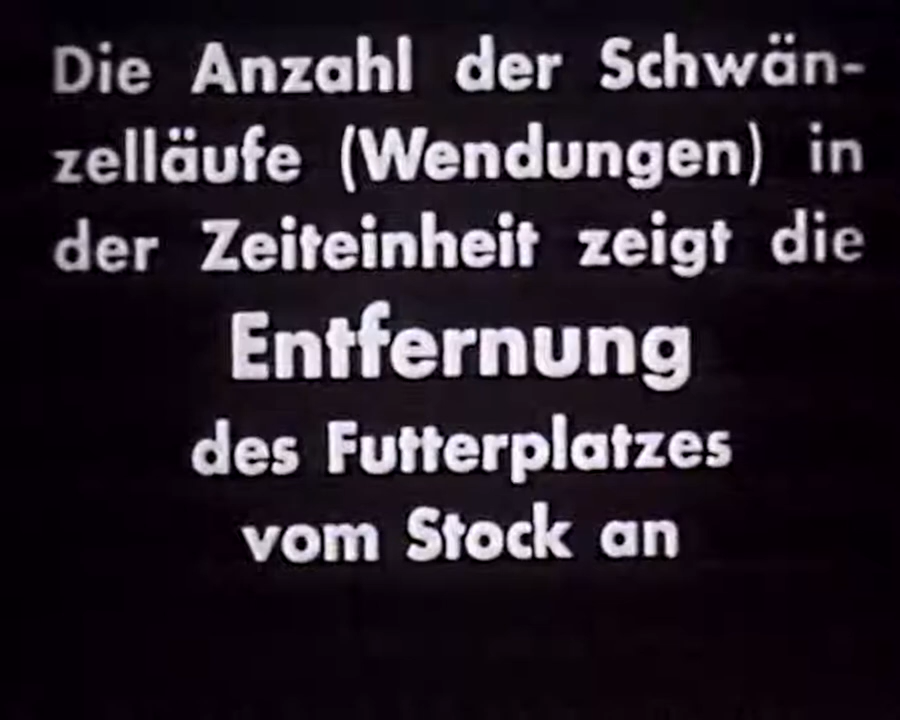 Die Anzahl der Schwän-
zelläufe (Wendungen) in
der Zeiteinheit zeigt die
Entfernung
des Futterplatzes
vom Stock an